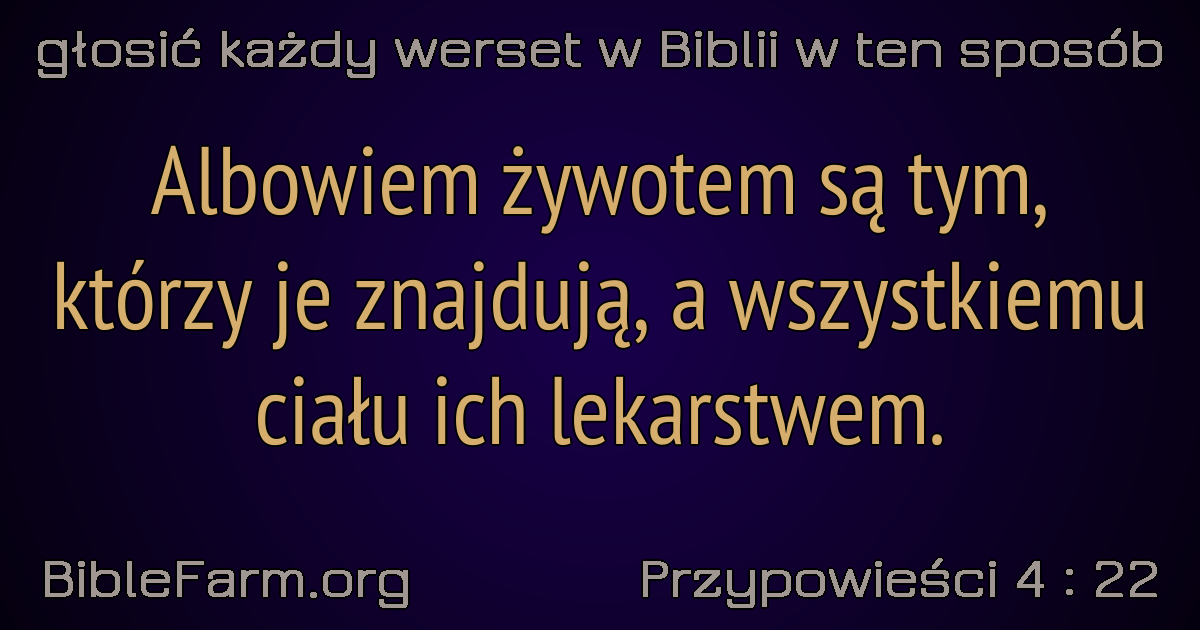 głosić każdy werset w Biblii w ten sposób
Albowiem żywotem są tym,
którzy je znajdują, a wszystkiemu
ciału ich lekarstwem.
BibleFarm.org
Przypowieści 4 : 22